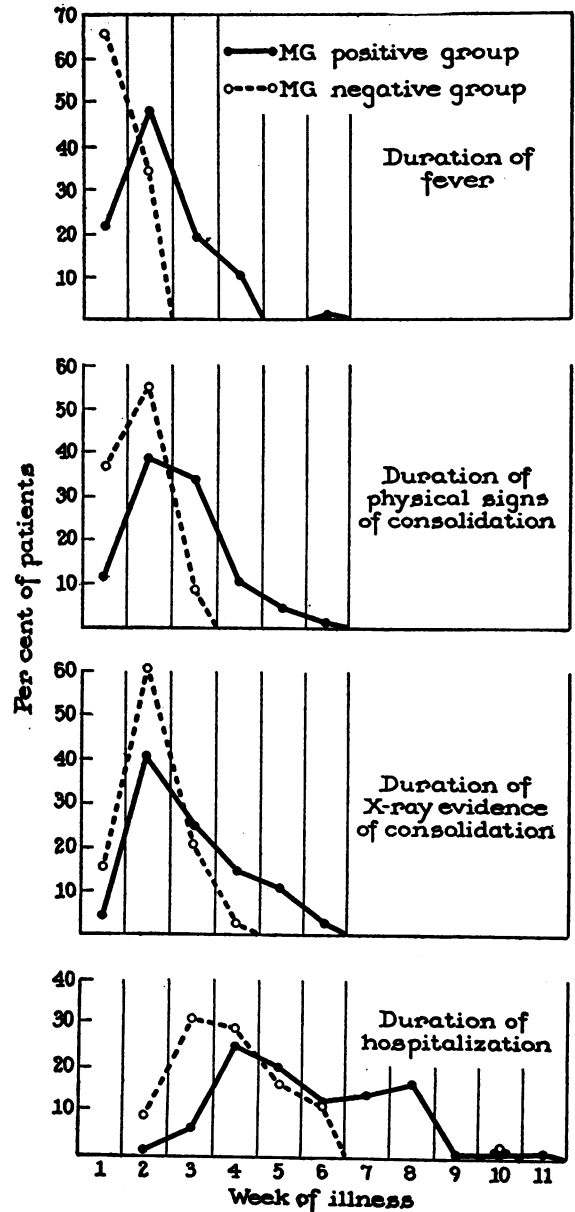 70
60
50
40
30
20
10
MG positive group
MG negative group
Duration of
fever
Per cent of patients
60
50
40
30
20
10
Duration of
physical signs
of consolidation
60
50
40
30
20
10
Duration of
X-ray evidence
of consolidation
40
30
20
10
Duration of
hospitalization
1 2 3 4 5 6 7 8 9 10 11
Week of illness